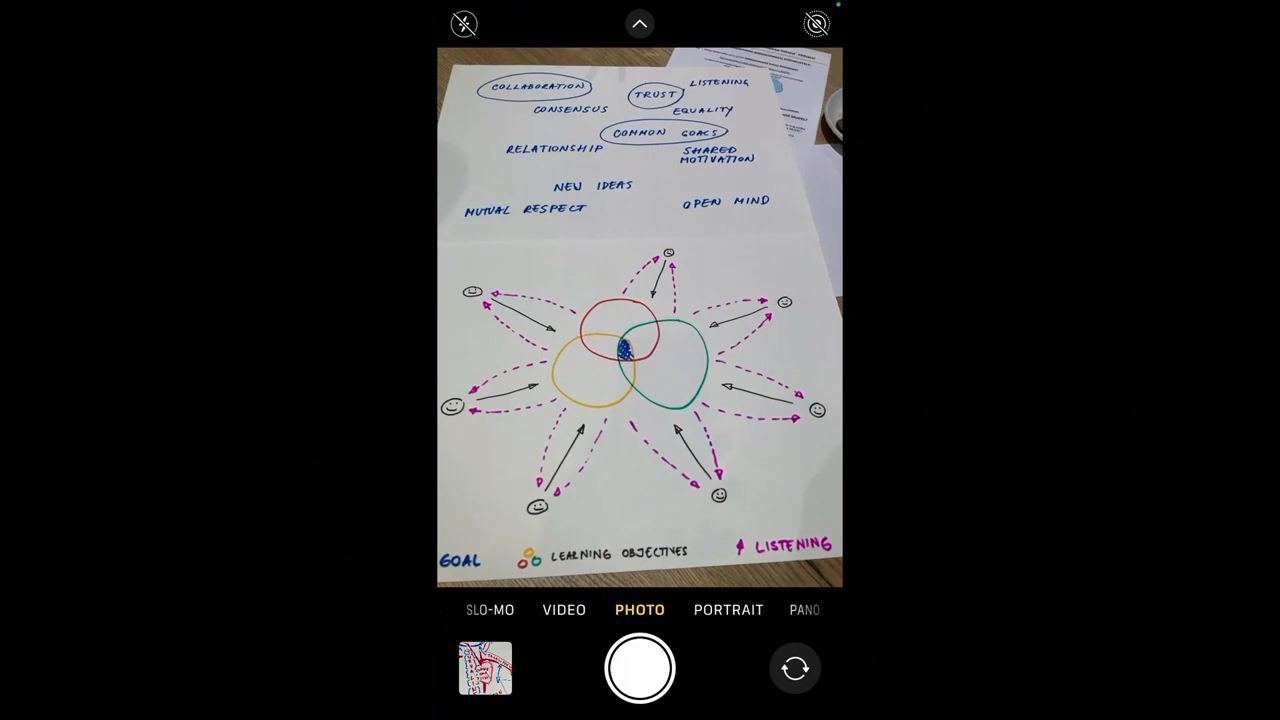 COLLABORATION
TRUST
LISTENING
CONSENSUS
EQUALITY
COMMON GOALS
RELATIONSHIP
SHARED
MOTIVATION
NEW IDEAS
MUTUAL RESPECT
OPEN MIND
GOAL
LEARNING OBJECTIVES
LISTENING
SLO-MO
VIDEO
PHOTO
PORTRAIT
PANO